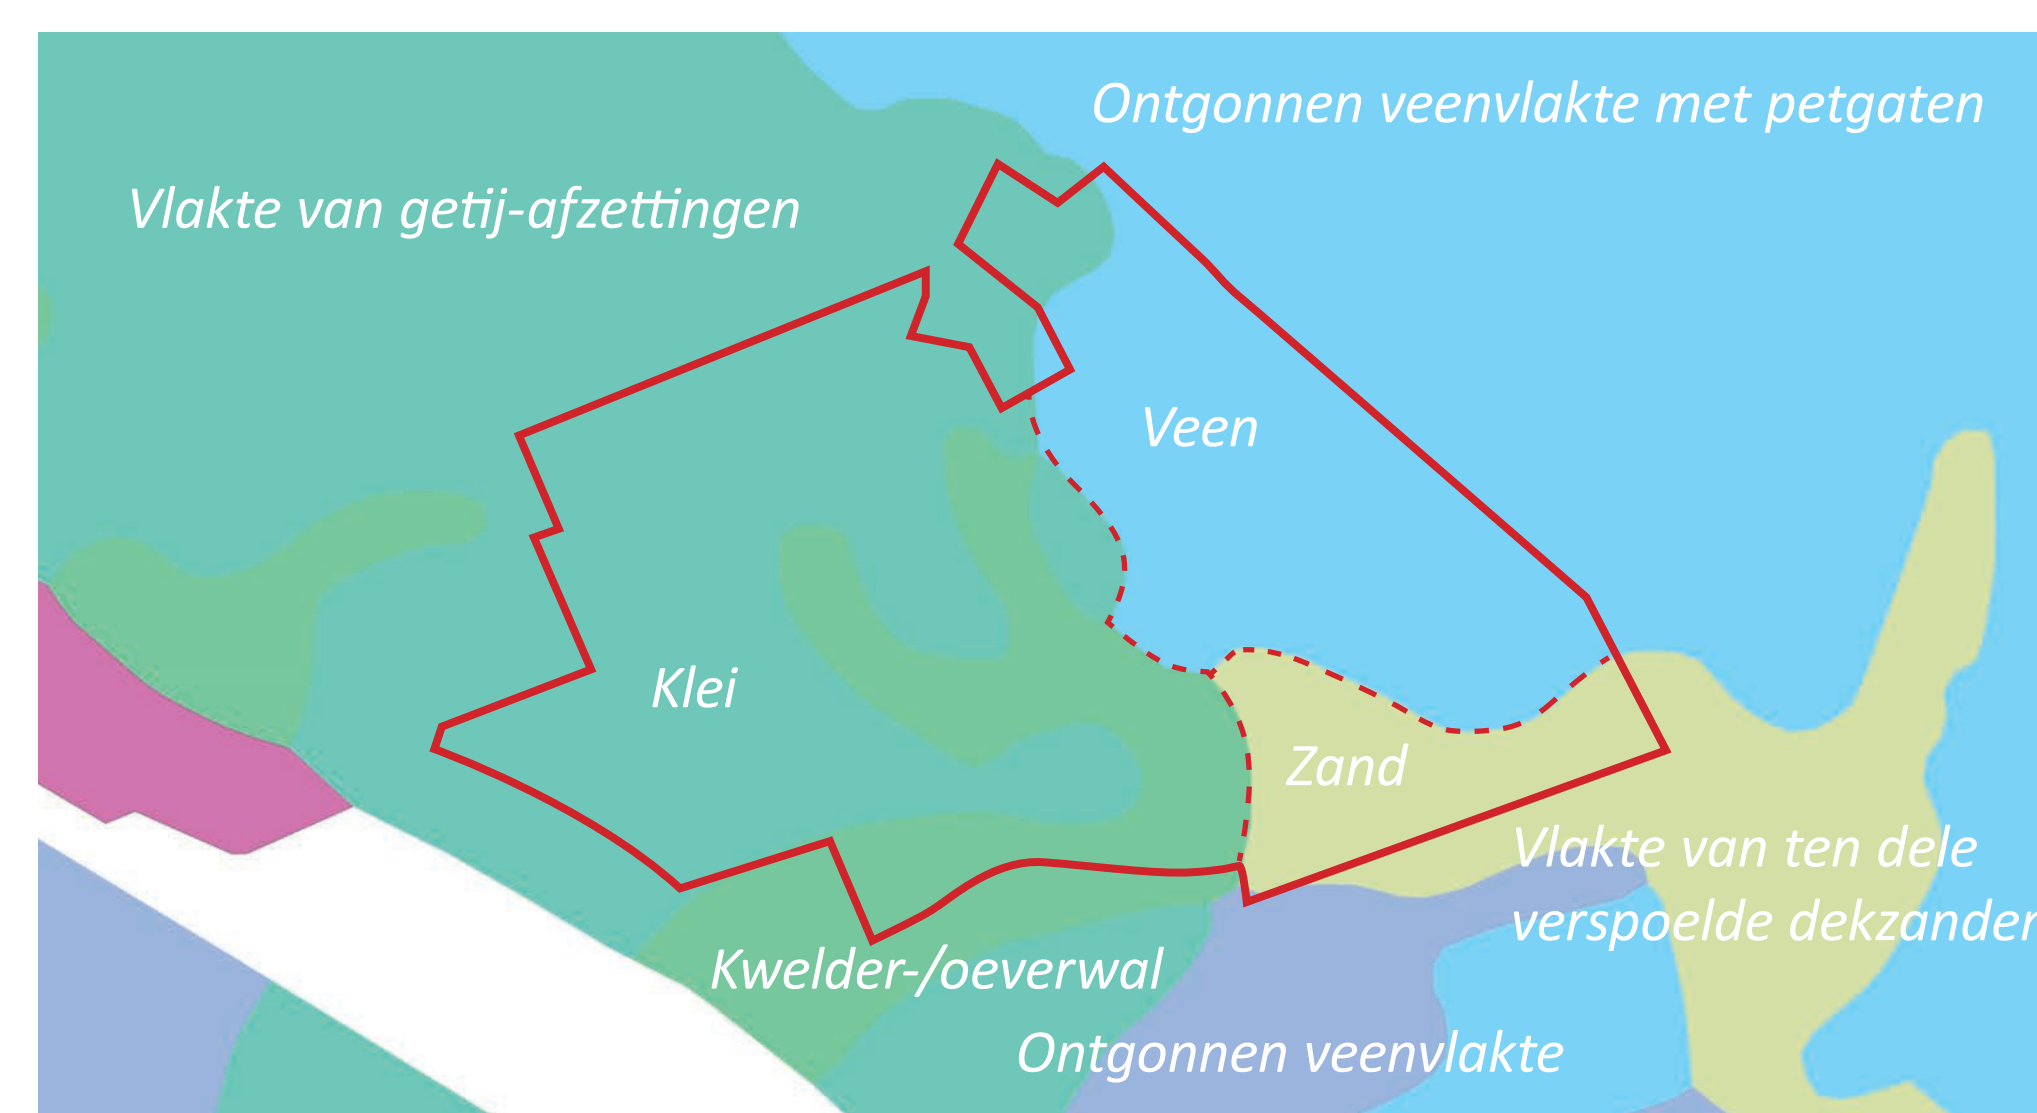 Ontgonnen veenvlakte met petgaten
Vlakte van getij-afzettingen
Veen
Klei
Zand
Vlakte van ten dele
verspoelde dekzanden
Kwelder-/oeverwal
Ontgonnen veenvlakte